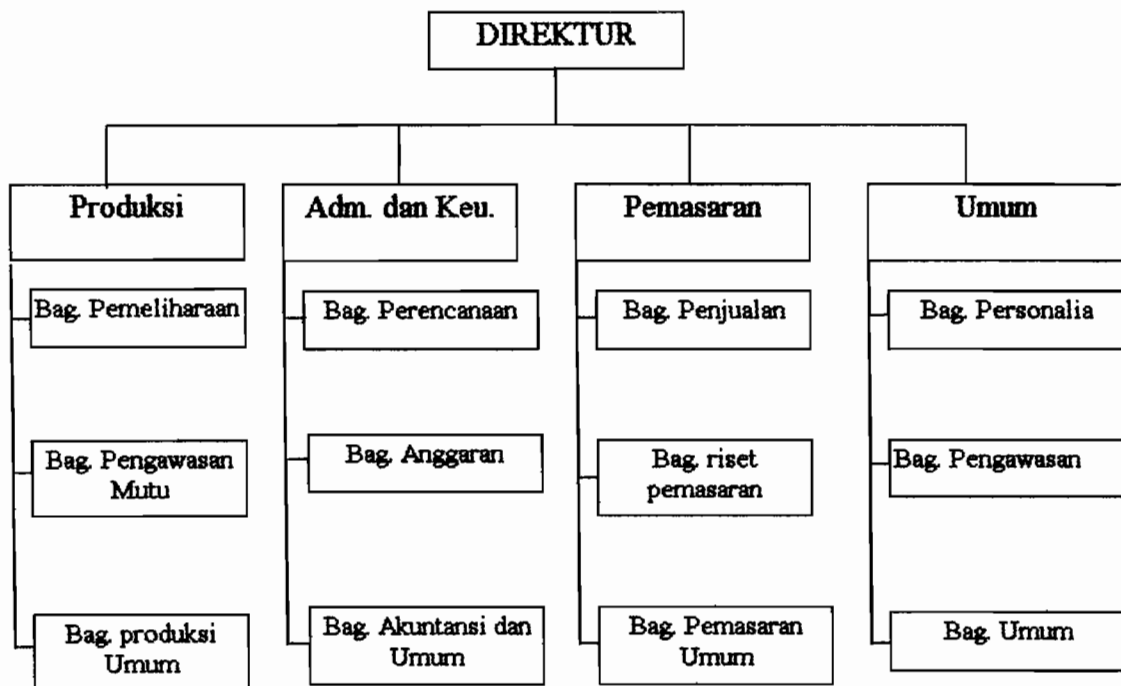 DIREKTUR
Produksi
Adm. dan Keu.
Pemasaran
Umum
Bag. Pemeliharaan
Bag. Perencanaan
Bag. Penjualan
Bag. Personalia
Bag. Pengawasan
Mutu
Bag. Anggaran
Bag. riset
pemasaran
Bag. Pengawasan
Bag. produksi
Umum
Bag. Akuntansi dan
Umum
Bag. Pemasaran
Umum
Bag. Umum